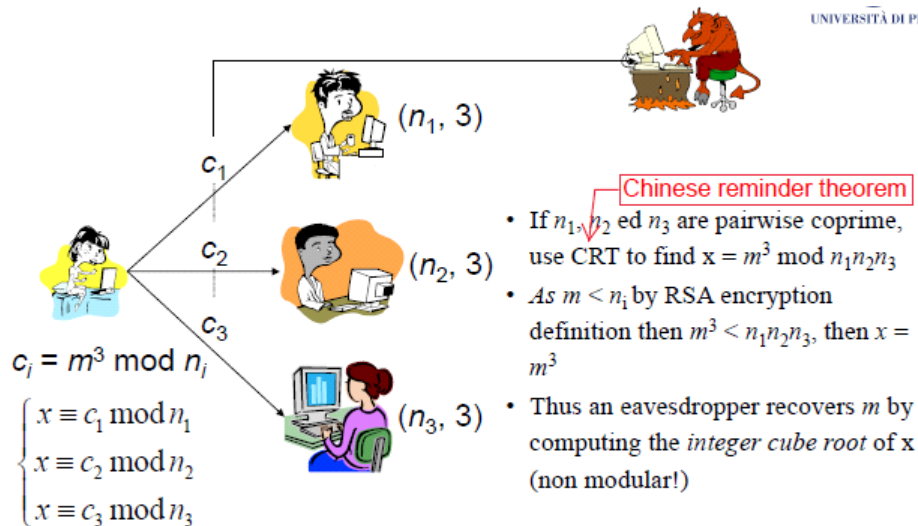 UNIVERSITÀ DI P
(n₁, 3)
c₁
Chinese reminder theorem
• If n₁, n₂ ed n₃ are pairwise coprime,
use CRT to find x = m³ mod n₁n₂n₃
c₂
(n₂, 3)
• As m < nᵢ by RSA encryption
definition then m³ < n₁n₂n₃, then x =
m³
c₃
cᵢ = m³ mod nᵢ
(n₃, 3)
• Thus an eavesdropper recovers m by
computing the integer cube root of x
(non modular!)
x ≡ c₁ mod n₁
x ≡ c₂ mod n₂
x ≡ c₃ mod n₃